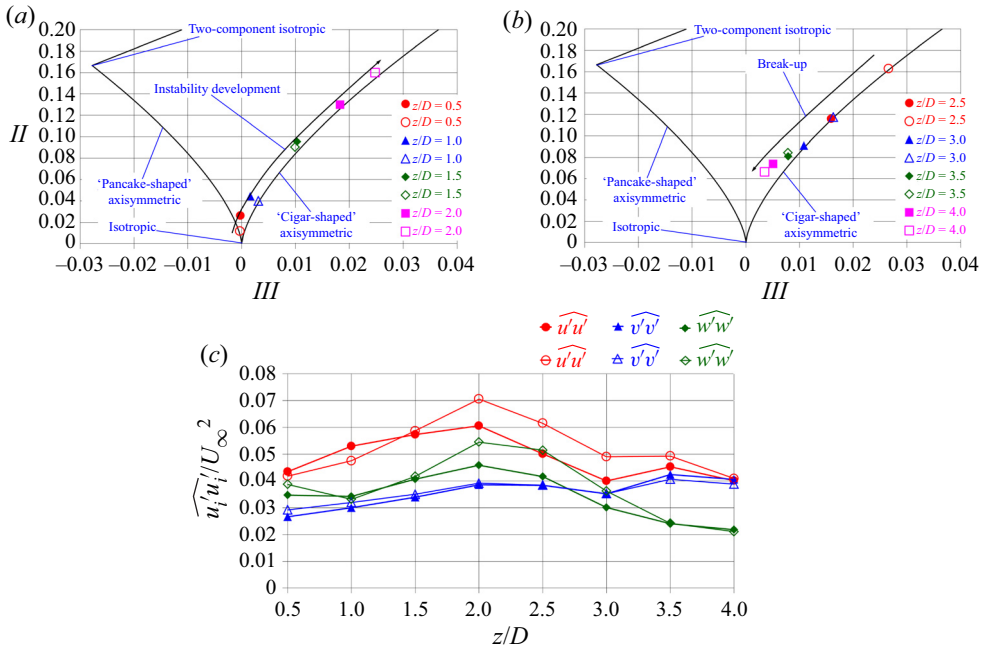 (a)
0.20
0.18
0.16
0.14
0.12
0.10
0.08
0.06
0.04
0.02
0
II
Two-component isotropic
Instability development
'Pancake-shaped'
axisymmetric
Isotropic
'Cigar-shaped'
axisymmetric
z/D = 0.5
z/D = 0.5
z/D = 1.0
z/D = 1.0
z/D = 1.5
z/D = 1.5
z/D = 2.0
z/D = 2.0
−0.03 −0.02 −0.01 0 0.01 0.02 0.03 0.04
III
(b)
0.20
0.18
0.16
0.14
0.12
0.10
0.08
0.06
0.04
0.02
0
Two-component isotropic
Break-up
'Pancake-shaped'
axisymmetric
Isotropic
'Cigar-shaped'
axisymmetric
z/D = 2.5
z/D = 2.5
z/D = 3.0
z/D = 3.0
z/D = 3.5
z/D = 3.5
z/D = 4.0
z/D = 4.0
−0.03 −0.02 −0.01 0 0.01 0.02 0.03 0.04
III
u'u' v'v' w'w'
u'u' v'v' w'w'
(c)
0.08
0.07
0.06
0.05
0.04
0.03
0.02
0.01
0
u_i'u_i'/U_∞^2
0.5 1.0 1.5 2.0 2.5 3.0 3.5 4.0
z/D